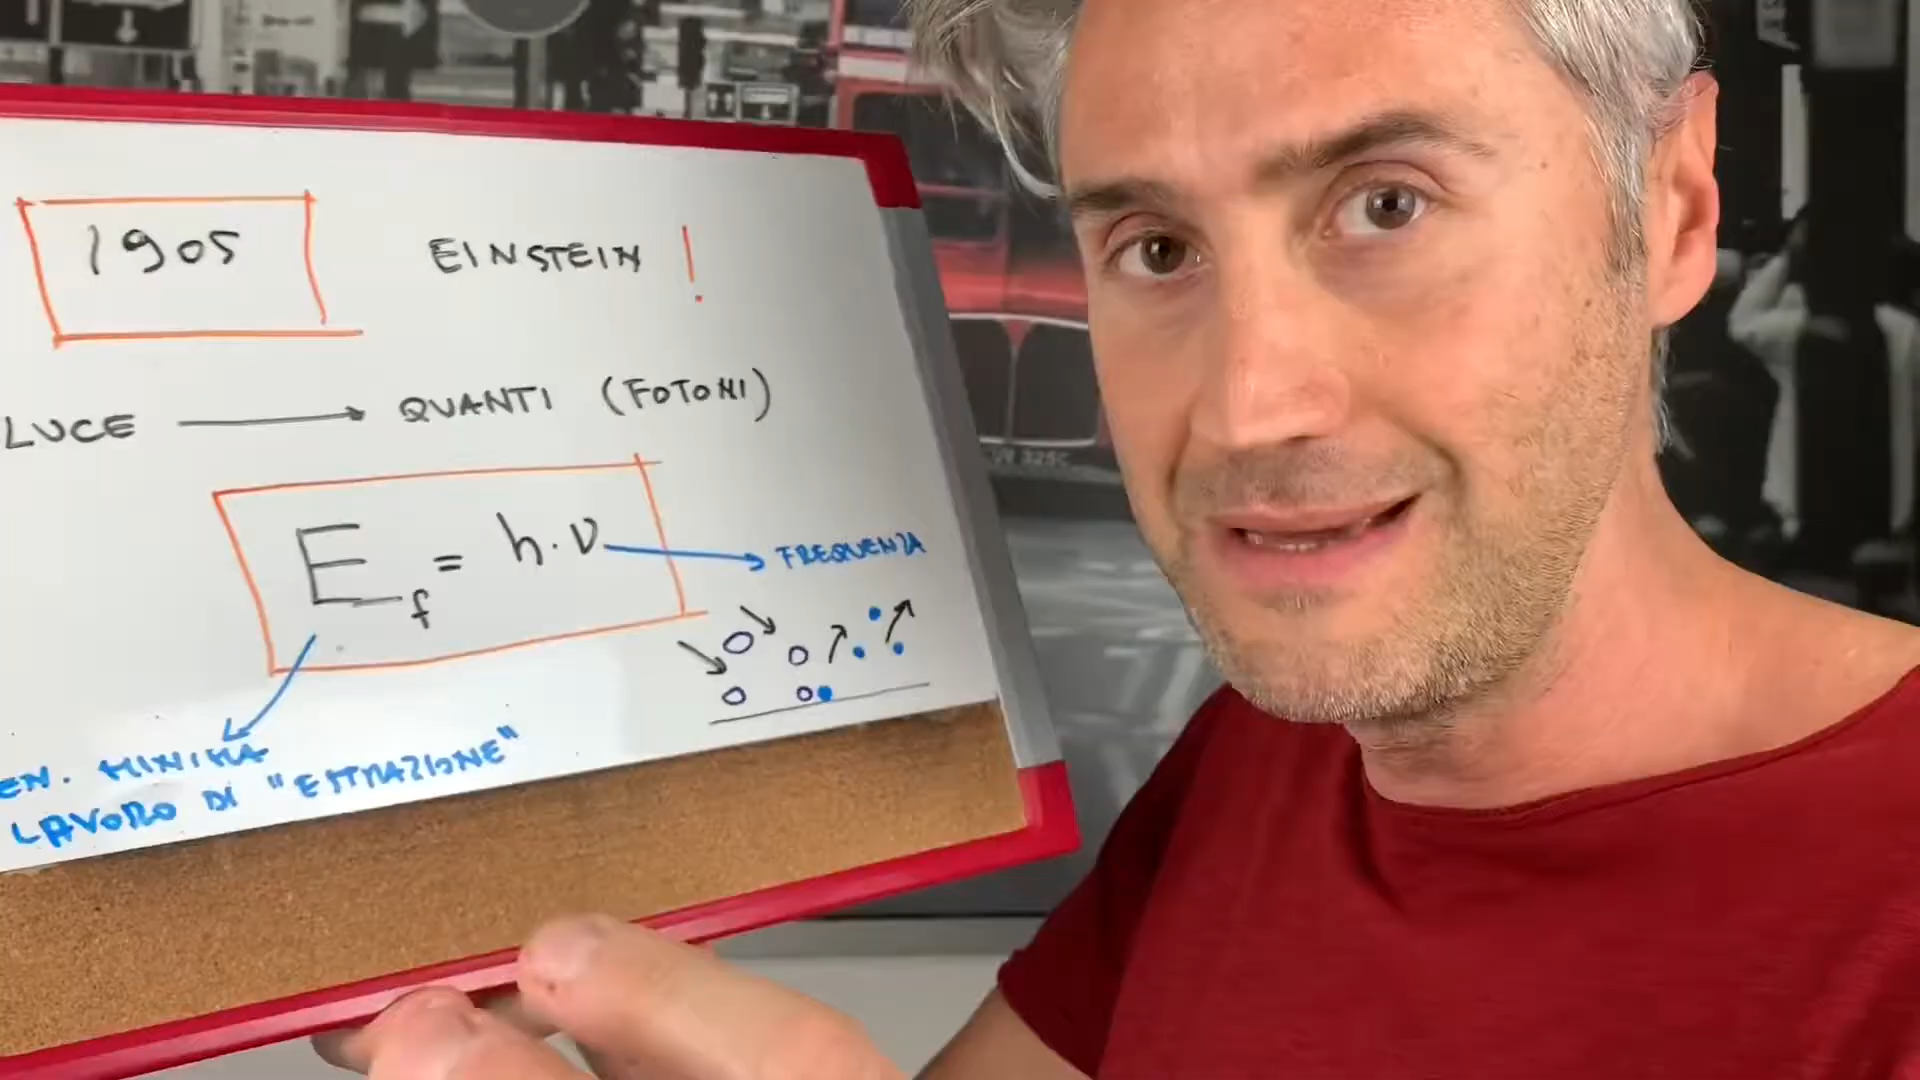 1905
EINSTEIN !
LUCE → QUANTI (FOTONI)
E_f = h·ν → FREQUENZA
EN. MINIMA
LAVORO DI "ESTRAZIONE"